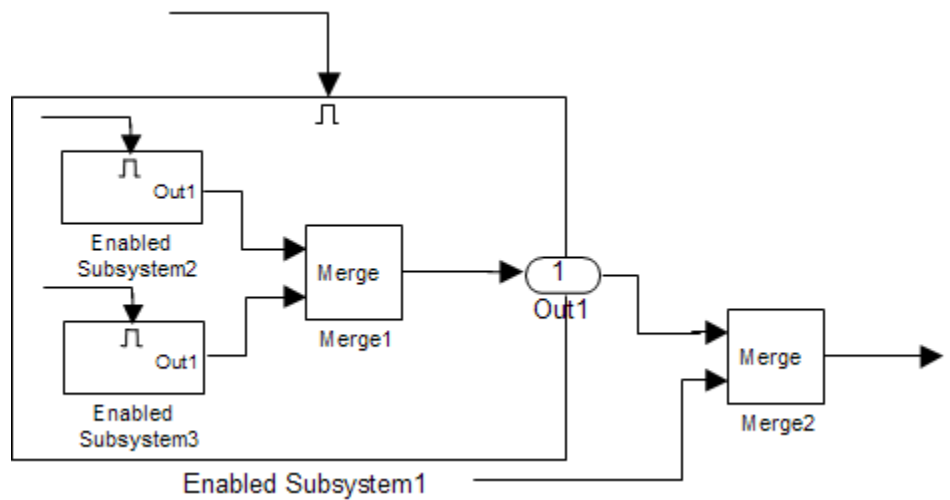 Out1
Enabled
Subsystem2
Merge
Merge1
1
Out1
Out1
Enabled
Subsystem3
Merge
Merge2
Enabled Subsystem1